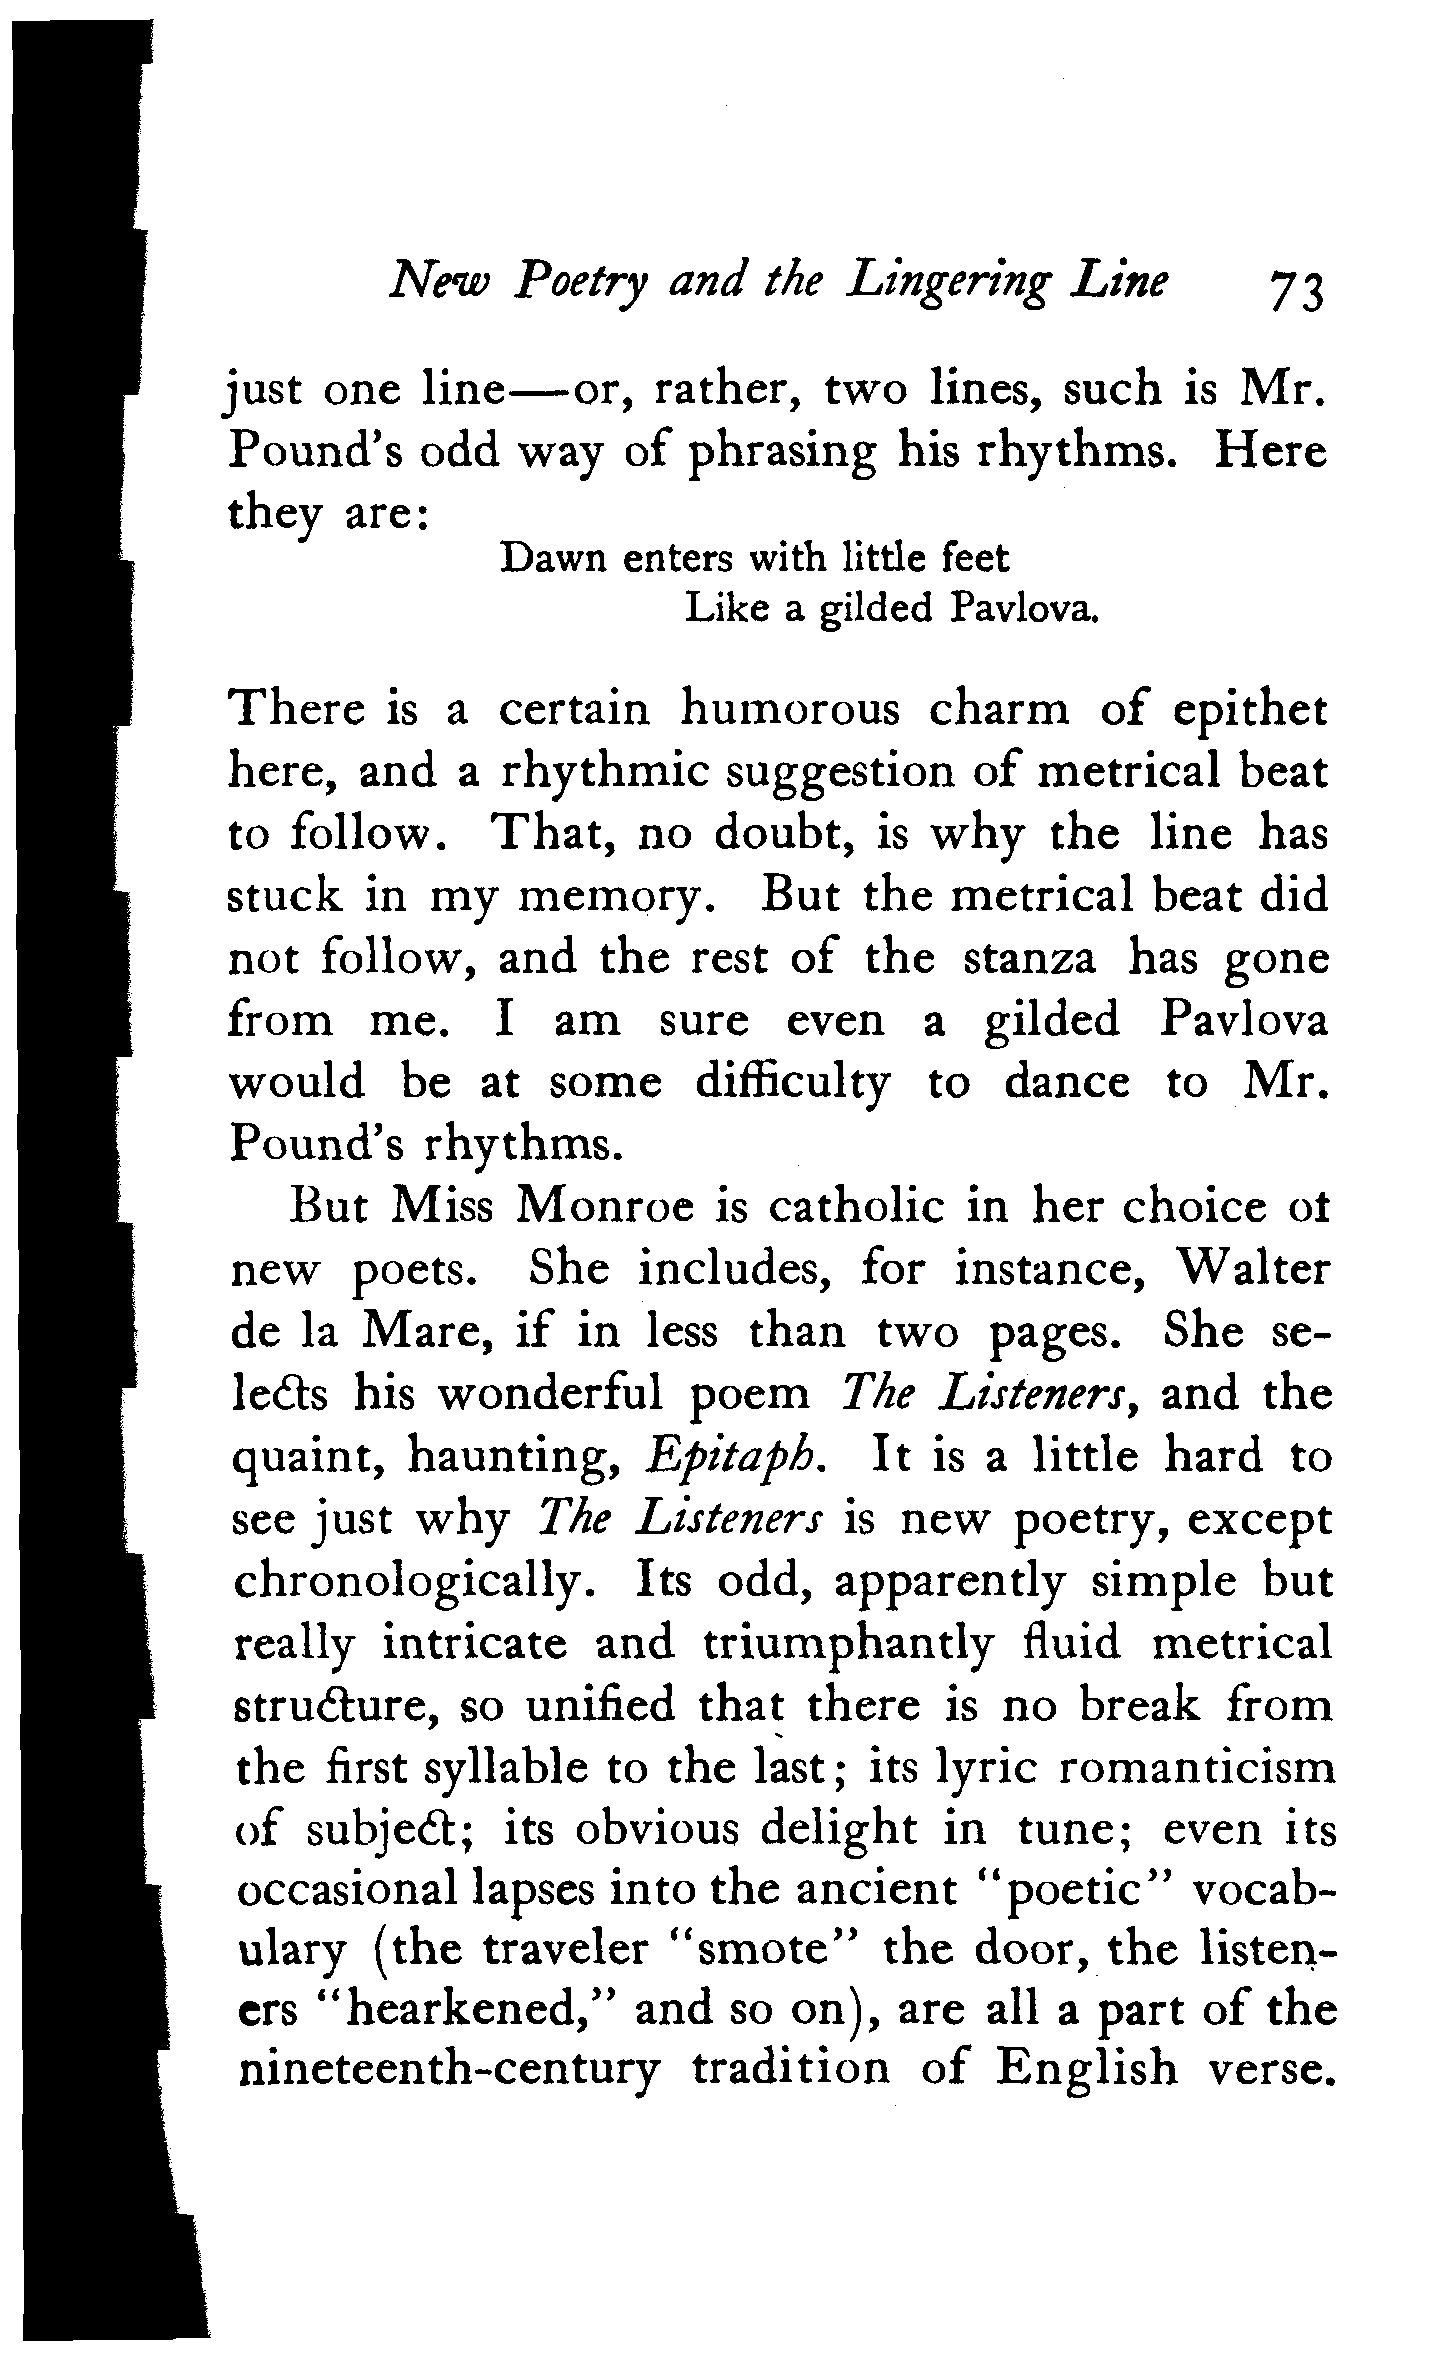 New Poetry and the Lingering Line 73
just one line—or, rather, two lines, such is Mr.
Pound's odd way of phrasing his rhythms. Here
they are:
Dawn enters with little feet
Like a gilded Pavlova.
There is a certain humorous charm of epithet
here, and a rhythmic suggestion of metrical beat
to follow. That, no doubt, is why the line has
stuck in my memory. But the metrical beat did
not follow, and the rest of the stanza has gone
from me. I am sure even a gilded Pavlova
would be at some difficulty to dance to Mr.
Pound's rhythms.
But Miss Monroe is catholic in her choice of
new poets. She includes, for instance, Walter
de la Mare, if in less than two pages. She se-
lects his wonderful poem The Listeners, and the
quaint, haunting, Epitaph. It is a little hard to
see just why The Listeners is new poetry, except
chronologically. Its odd, apparently simple but
really intricate and triumphantly fluid metrical
structure, so unified that there is no break from
the first syllable to the last; its lyric romanticism
of subject; its obvious delight in tune; even its
occasional lapses into the ancient "poetic" vocab-
ulary (the traveler "smote" the door, the listen-
ers "hearkened," and so on), are all a part of the
nineteenth-century tradition of English verse.